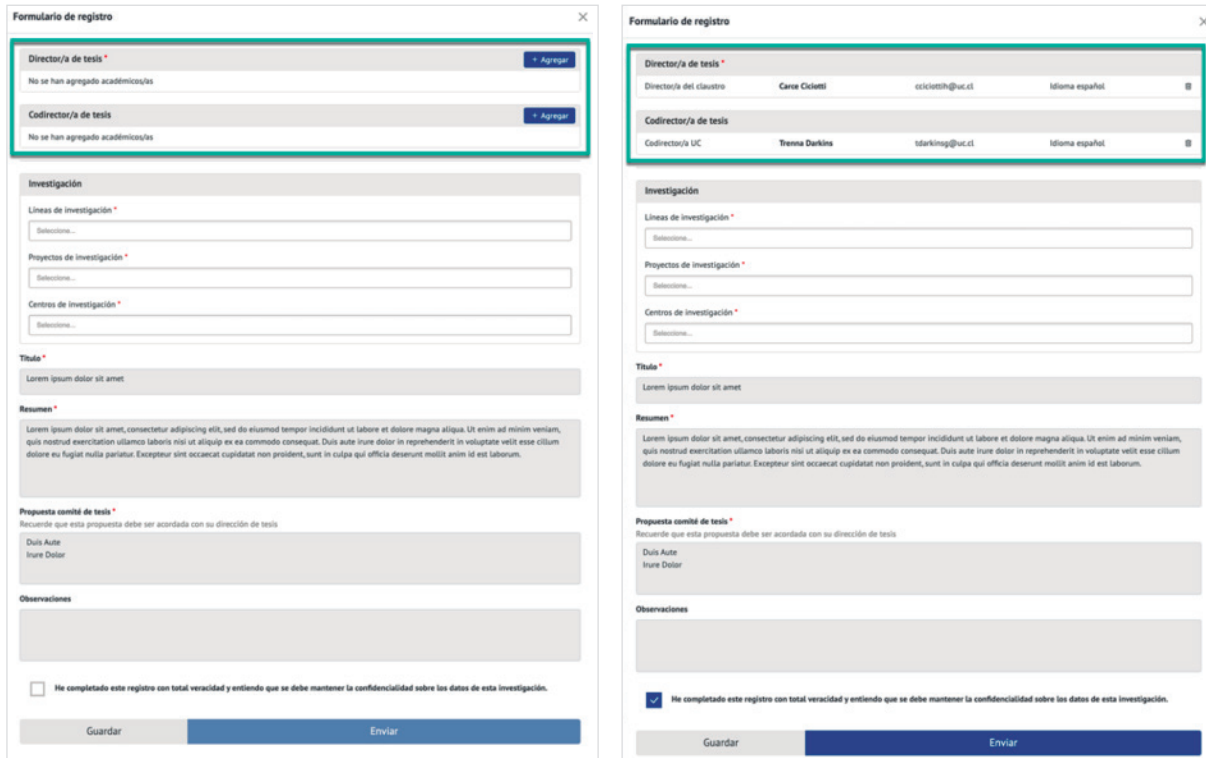 Formulario de registro
Director/a de tesis *
+ Agregar
No se han agregado académicos/as
Codirector/a de tesis
+ Agregar
No se han agregado académicos/as
Investigación
Líneas de investigación *
Seleccione...
Proyectos de investigación *
Seleccione...
Centros de investigación *
Seleccione...
Título *
Lorem ipsum dolor sit amet
Resumen *
Lorem ipsum dolor sit amet, consectetur adipiscing elit, sed do eiusmod tempor incididunt ut labore et dolore magna aliqua. Ut enim ad minim veniam,
quis nostrud exercitation ullamco laboris nisi ut aliquip ex ea commodo consequat. Duis aute irure dolor in reprehenderit in voluptate velit esse cillum
dolore eu fugiat nulla pariatur. Excepteur sint occaecat cupidatat non proident, sunt in culpa qui officia deserunt mollit anim id est laborum.
Propuesta comité de tesis *
Recuerde que esta propuesta debe ser acordada con su dirección de tesis
Duis Aute
Irure Dolor
Observaciones
He completado este registro con total veracidad y entiendo que se debe mantener la confidencialidad sobre los datos de esta investigación.
Guardar Enviar
Formulario de registro
Director/a de tesis *
Director/a del claustro Carce Ciciotti cciciottih@uc.cl Idioma español
Codirector/a de tesis
Codirector/a UC Trenna Darkins tdarkinsg@uc.cl Idioma español
Investigación
Líneas de investigación *
Seleccione...
Proyectos de investigación *
Seleccione...
Centros de investigación *
Seleccione...
Título *
Lorem ipsum dolor sit amet
Resumen *
Lorem ipsum dolor sit amet, consectetur adipiscing elit, sed do eiusmod tempor incididunt ut labore et dolore magna aliqua. Ut enim ad minim veniam,
quis nostrud exercitation ullamco laboris nisi ut aliquip ex ea commodo consequat. Duis aute irure dolor in reprehenderit in voluptate velit esse cillum
dolore eu fugiat nulla pariatur. Excepteur sint occaecat cupidatat non proident, sunt in culpa qui officia deserunt mollit anim id est laborum.
Propuesta comité de tesis *
Recuerde que esta propuesta debe ser acordada con su dirección de tesis
Duis Aute
Irure Dolor
Observaciones
He completado este registro con total veracidad y entiendo que se debe mantener la confidencialidad sobre los datos de esta investigación.
Guardar Enviar